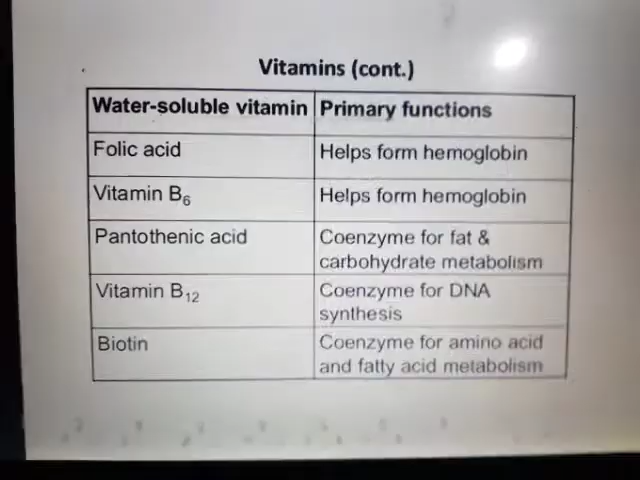 Vitamins (cont.)
Water-soluble vitamin Primary functions
Folic acid Helps form hemoglobin
Vitamin B6 Helps form hemoglobin
Pantothenic acid Coenzyme for fat &
carbohydrate metabolism
Vitamin B12 Coenzyme for DNA
synthesis
Biotin Coenzyme for amino acid
and fatty acid metabolism